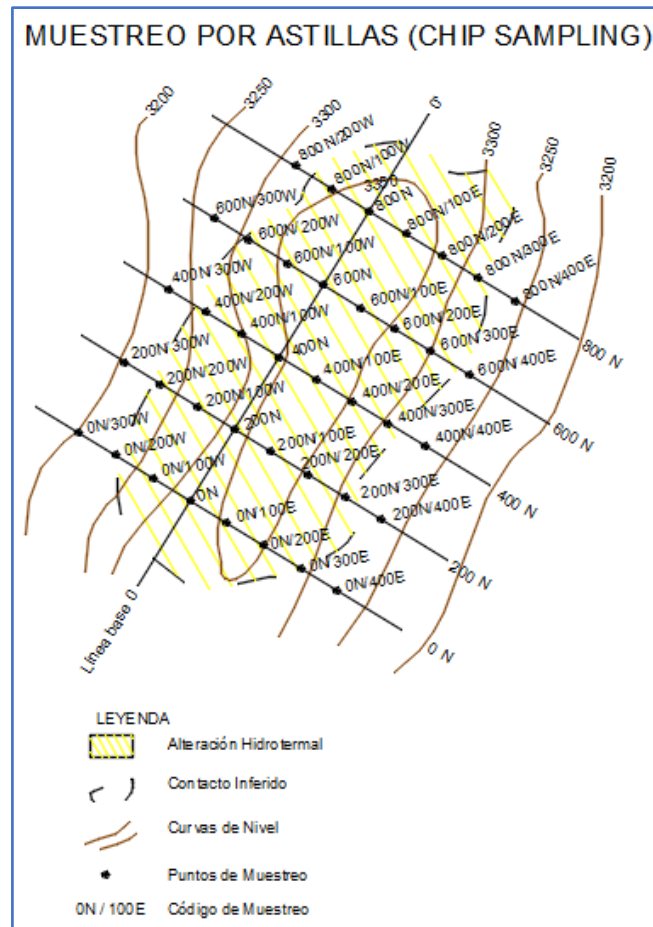 MUESTREO POR ASTILLAS (CHIP SAMPLING)
3200
3250
3300
0'
3300
3250
3200
3350
800N/200W
800N/100W
800N
800N/100E
800N/200E
800N/300E
800N/400E
800 N
600N/300W
600N/200W
600N/100W
600N
600N/100E
600N/200E
600N/300E
600N/400E
600 N
400N/300W
400N/200W
400N/100W
400N
400N/100E
400N/200E
400N/300E
400N/400E
400 N
200N/300W
200N/200W
200N/100W
200N
200N/100E
200N/200E
200N/300E
200N/400E
200 N
0N/300W
0N/200W
0N/100W
0N
0N/100E
0N/200E
0N/300E
0N/400E
0 N
Línea base 0
LEYENDA
Alteración Hidrotermal
Contacto Inferido
Curvas de Nivel
Puntos de Muestreo
0N / 100E Código de Muestreo